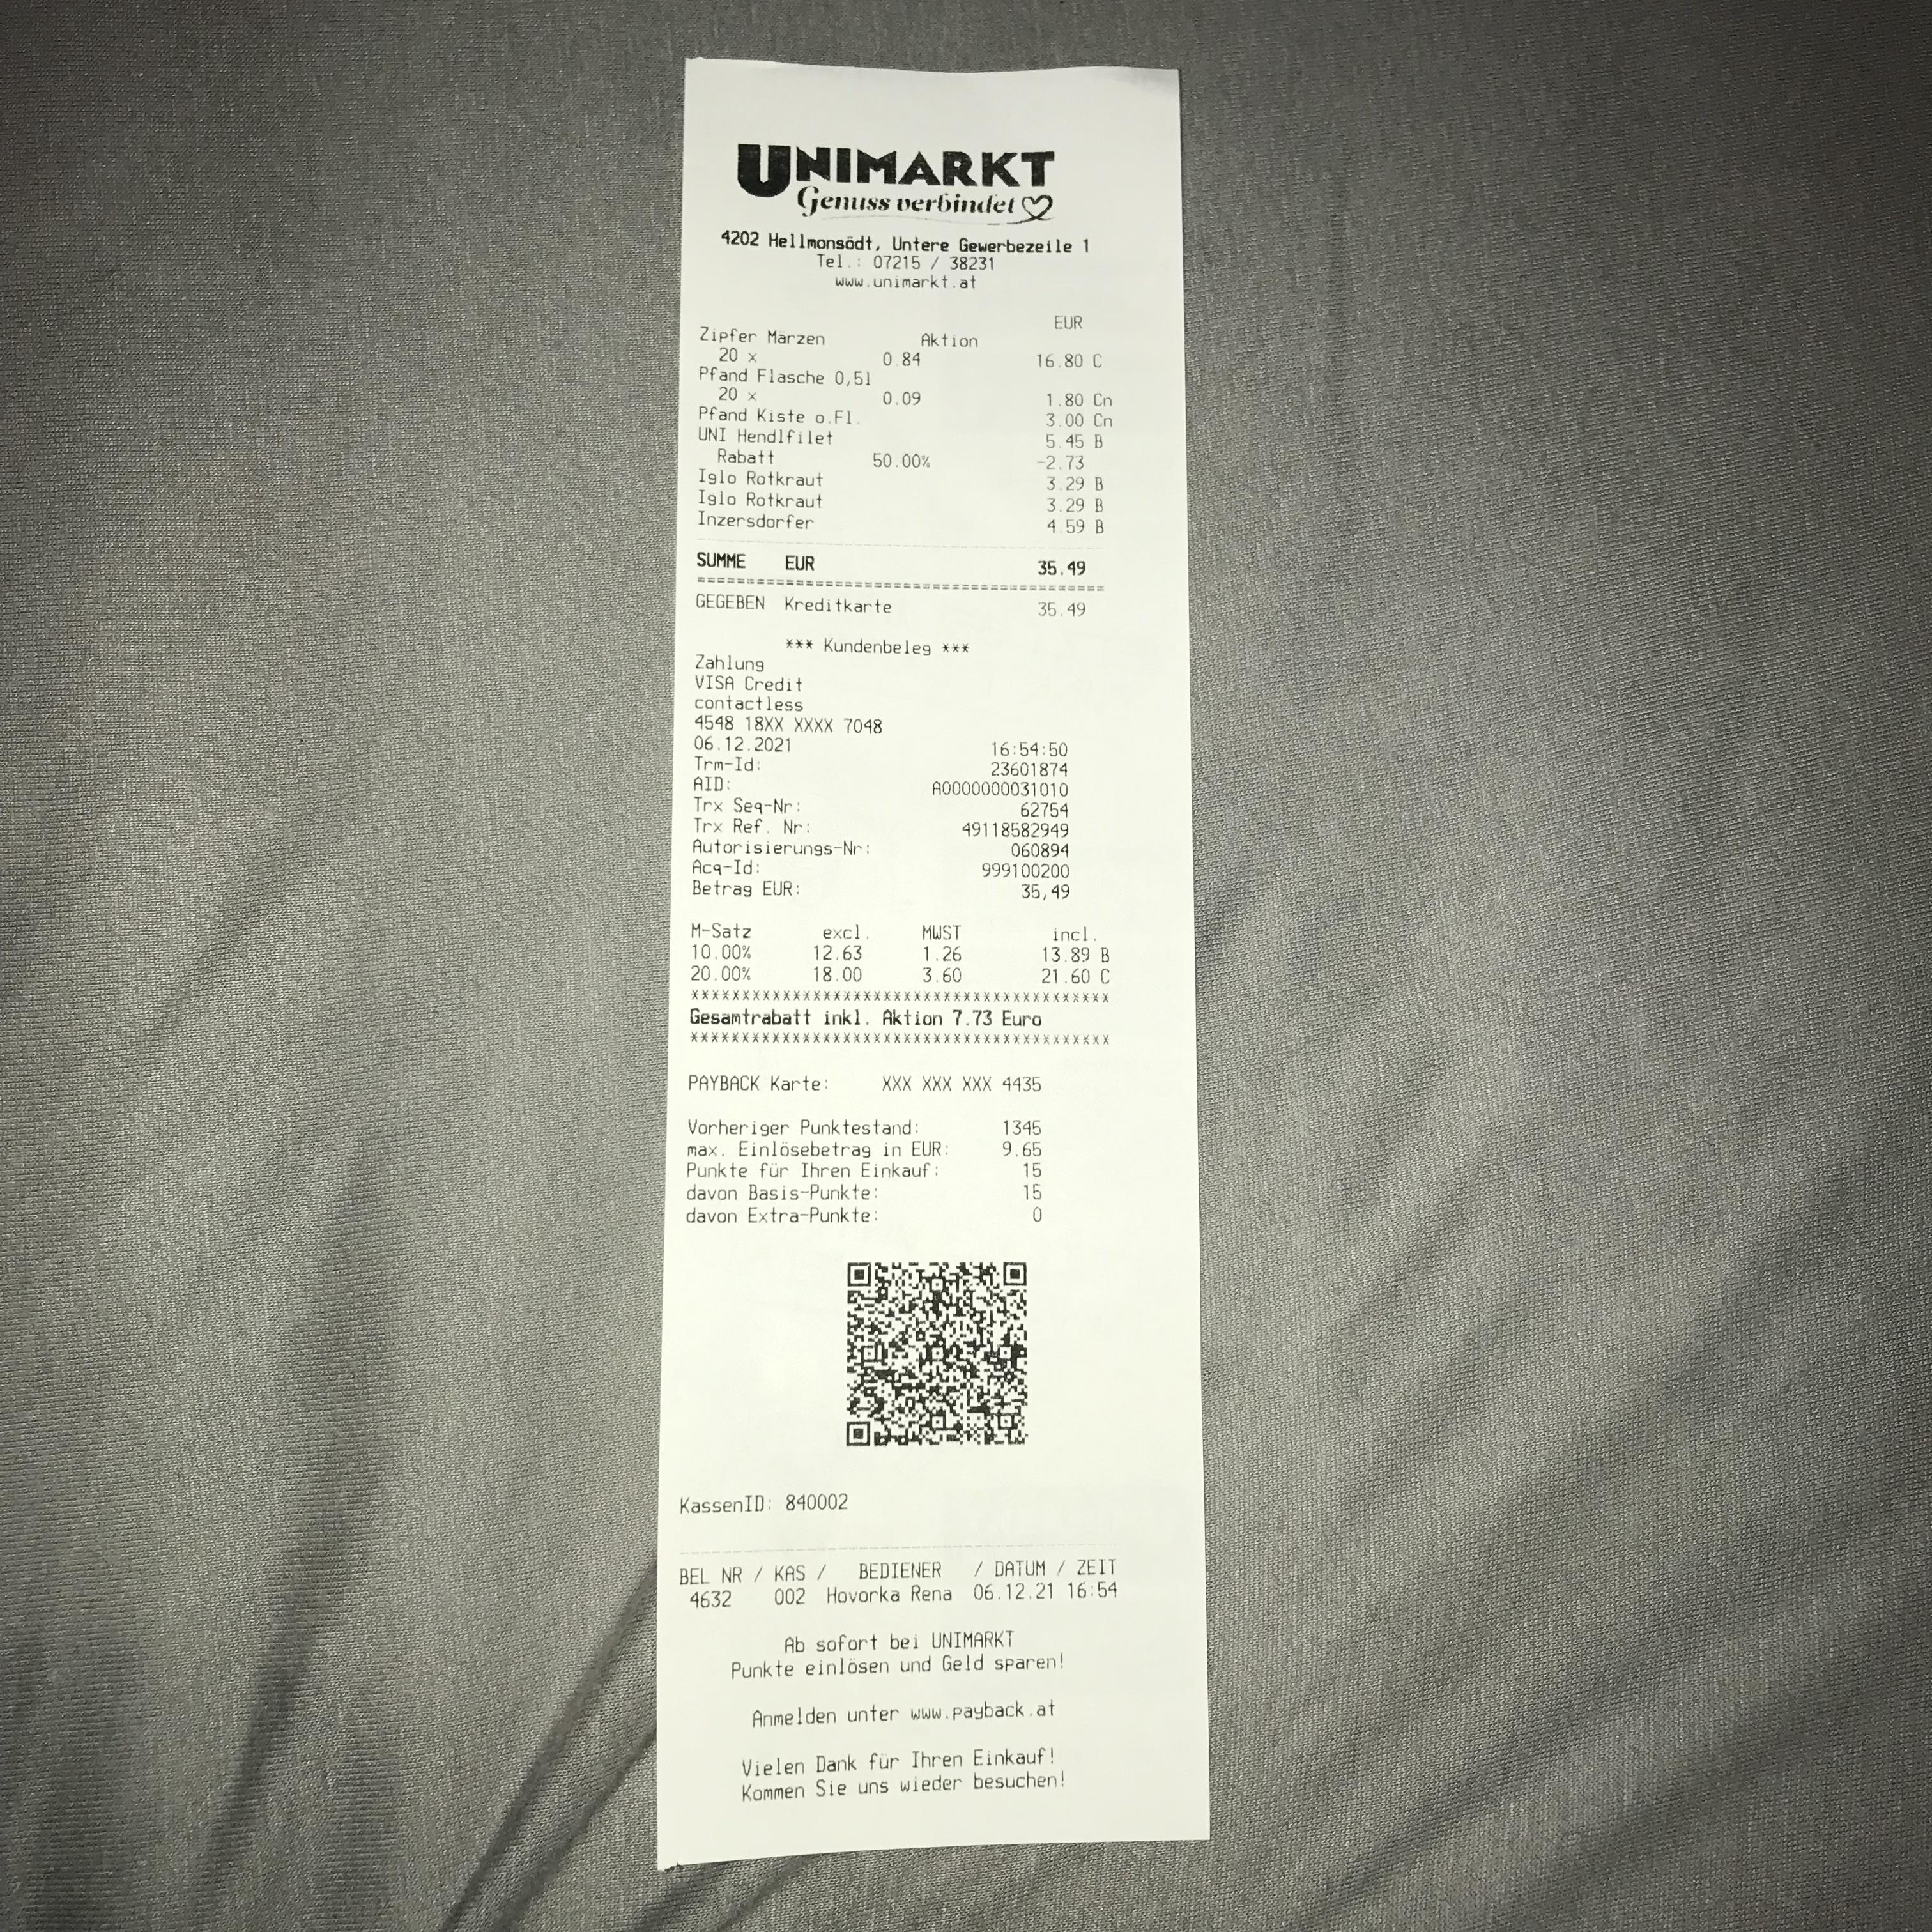 UNIMARKT
Genuss verbindet
4202 Hellmonsödt, Untere Gewerbezeile 1
Tel.: 07215 / 38231
www.unimarkt.at
EUR
Zipfer Märzen Aktion
20 x 0.84 16.80 C
Pfand Flasche 0,5l
20 x 0.09 1.80 Cn
Pfand Kiste o.Fl. 3.00 Cn
UNI Hendlfilet 5.45 B
Rabatt 50.00% -2.73
Iglo Rotkraut 3.29 B
Iglo Rotkraut 3.29 B
Inzersdorfer 4.59 B
SUMME EUR 35.49
========================================
GEGEBEN Kreditkarte 35.49
*** Kundenbeleg ***
Zahlung
VISA Credit
contactless
4548 18XX XXXX 7048
06.12.2021 16:54:50
Trm-Id: 23601874
AID: A0000000031010
Trx Seq-Nr: 62754
Trx Ref. Nr: 49118582949
Autorisierungs-Nr: 060894
Acq-Id: 999100200
Betrag EUR: 35,49
M-Satz excl. MWST incl.
10.00% 12.63 1.26 13.89 B
20.00% 18.00 3.60 21.60 C
xxxxxxxxxxxxxxxxxxxxxxxxxxxxxxxxxxxxxxxxx
Gesamtrabatt inkl. Aktion 7.73 Euro
xxxxxxxxxxxxxxxxxxxxxxxxxxxxxxxxxxxxxxxxx
PAYBACK Karte: XXX XXX XXX 4435
Vorheriger Punktestand: 1345
max. Einlösebetrag in EUR: 9.65
Punkte für Ihren Einkauf: 15
davon Basis-Punkte: 15
davon Extra-Punkte: 0
KassenID: 840002
BEL NR / KAS / BEDIENER / DATUM / ZEIT
4632 002 Hovorka Rena 06.12.21 16:54
Ab sofort bei UNIMARKT
Punkte einlösen und Geld sparen!
Anmelden unter www.payback.at
Vielen Dank für Ihren Einkauf!
Kommen Sie uns wieder besuchen!